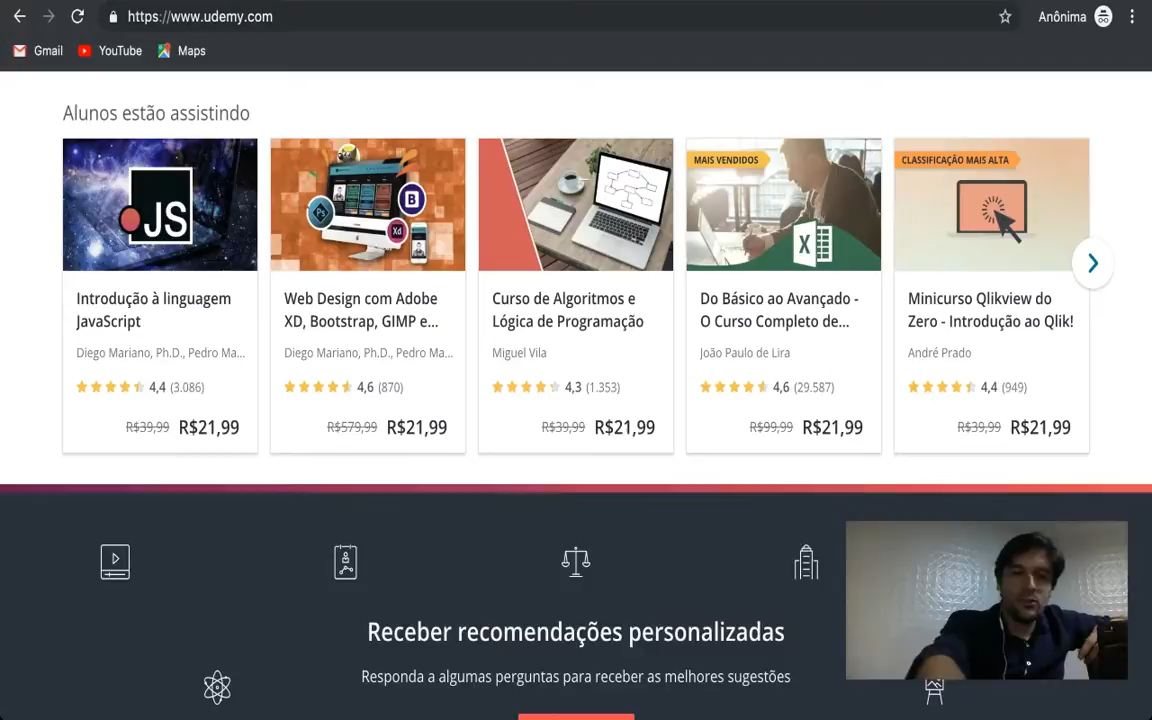 https://www.udemy.com
Anônima
Gmail
YouTube
Maps
Alunos estão assistindo
JS
Ps
B
Xd
MAIS VENDIDOS
X
CLASSIFICAÇÃO MAIS ALTA
Introdução à linguagem
JavaScript
Diego Mariano, Ph.D., Pedro Ma...
4,4 (3.086)
R$39,99 R$21,99
Web Design com Adobe
XD, Bootstrap, GIMP e...
Diego Mariano, Ph.D., Pedro Ma...
4,6 (870)
R$579,99 R$21,99
Curso de Algoritmos e
Lógica de Programação
Miguel Vila
4,3 (1.353)
R$39,99 R$21,99
Do Básico ao Avançado -
O Curso Completo de...
João Paulo de Lira
4,6 (29.587)
R$99,99 R$21,99
Minicurso Qlikview do
Zero - Introdução ao Qlik!
André Prado
4,4 (949)
R$39,99 R$21,99
Receber recomendações personalizadas
Responda a algumas perguntas para receber as melhores sugestões